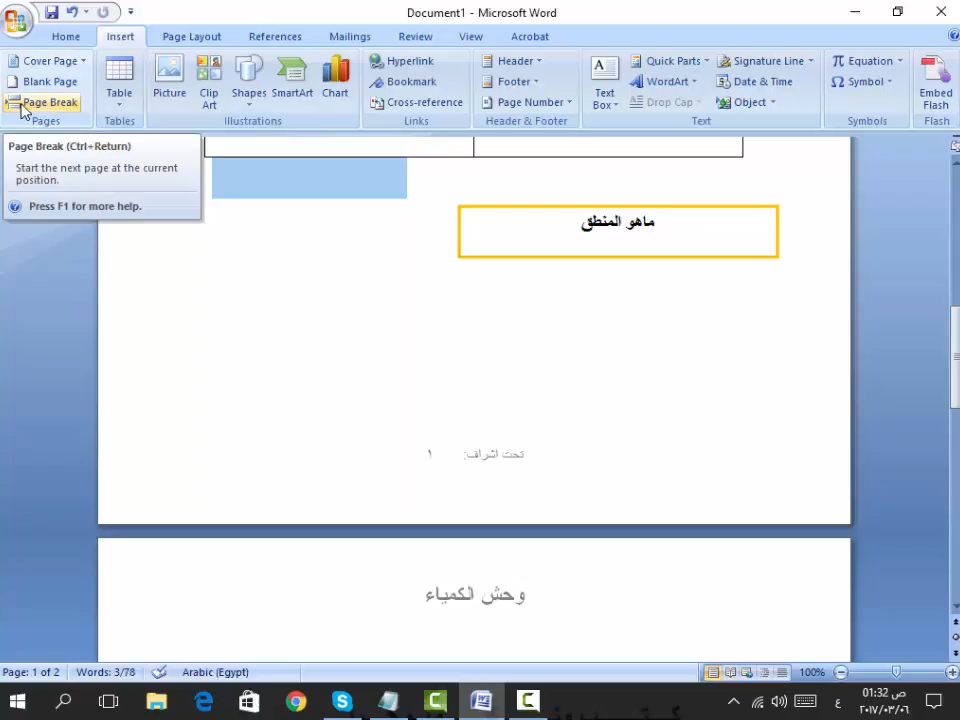 Document1 - Microsoft Word
Home Insert Page Layout References Mailings Review View Acrobat
Cover Page
Blank Page
Page Break
Pages
Table
Tables
Picture
Clip Art
Shapes
SmartArt
Chart
Illustrations
Hyperlink
Bookmark
Cross-reference
Links
Header
Footer
Page Number
Header & Footer
Text Box
Quick Parts
WordArt
Drop Cap
Signature Line
Date & Time
Object
Text
Equation
Symbol
Symbols
Embed Flash
Flash
Page Break (Ctrl+Return)
Start the next page at the current
position.
Press F1 for more help.
ماهو المنطق
تحت اشراف: ١
وحش الكمياء
Page: 1 of 2 Words: 3/78 Arabic (Egypt) 100%
ع
01:32 ص
٢٠١٧/٠٣/٠٦